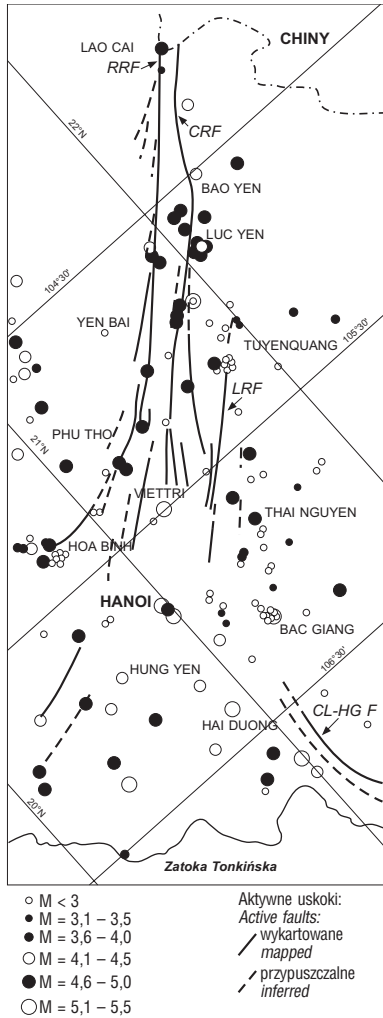 LAO CAI
CHINY
RRF
CRF
22°N
BAO YEN
LUC YEN
104°30'
YEN BAI
TUYENQUANG
105°30'
LRF
21°N
PHU THO
VIETTRI
THAI NGUYEN
HOA BINH
HANOI
BAC GIANG
106°30'
HUNG YEN
CL-HG F
HAI DUONG
20°N
Zatoka Tonkińska
M < 3
M = 3,1 – 3,5
M = 3,6 – 4,0
M = 4,1 – 4,5
M = 4,6 – 5,0
M = 5,1 – 5,5
Aktywne uskoki:
Active faults:
wykartowane
mapped
przypuszczalne
inferred